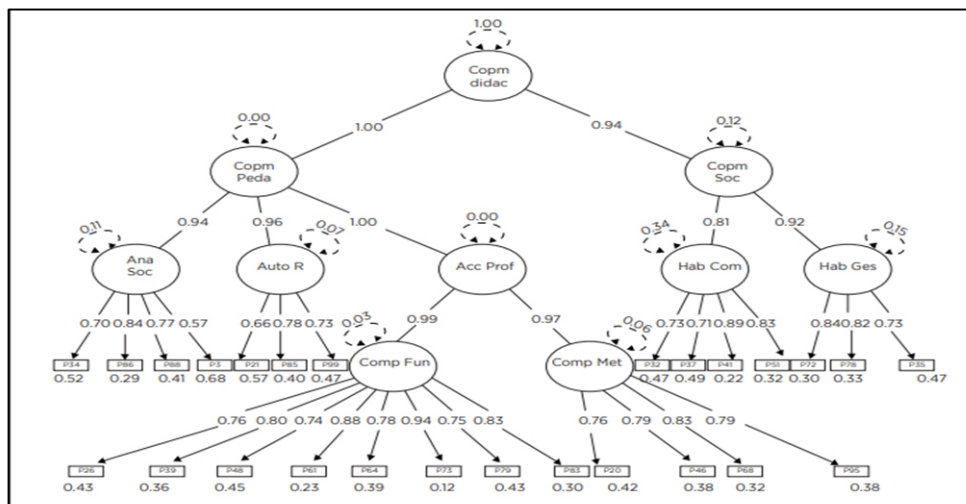 1.00
Copm
didac
1.00
0.94
0.00
0.12
Copm
Peda
Copm
Soc
0.94
0.96
1.00
0.81
0.92
0.11
0.07
0.00
0.34
0.15
Ana
Soc
Auto R
Acc Prof
Hab Com
Hab Ges
0.70 0.84 0.77 0.57
0.66 0.78 0.73
0.99
0.97
0.73 0.71 0.89 0.83
0.84 0.82 0.73
0.03
0.06
P34 P86 P88 P3 P21 P85 P99
Comp Fun
Comp Met
P32 P37 P41 P51 P72 P78 P35
0.52 0.29 0.41 0.68 0.57 0.40 0.47
0.47 0.49 0.22 0.32 0.30 0.33 0.47
0.76 0.80 0.74 0.88 0.78 0.94 0.75 0.83
0.76 0.79 0.83 0.79
P26 P39 P48 P61 P64 P73 P79 P83 P20 P46 P68 P95
0.43 0.36 0.45 0.23 0.39 0.12 0.43 0.30 0.42 0.38 0.32 0.38